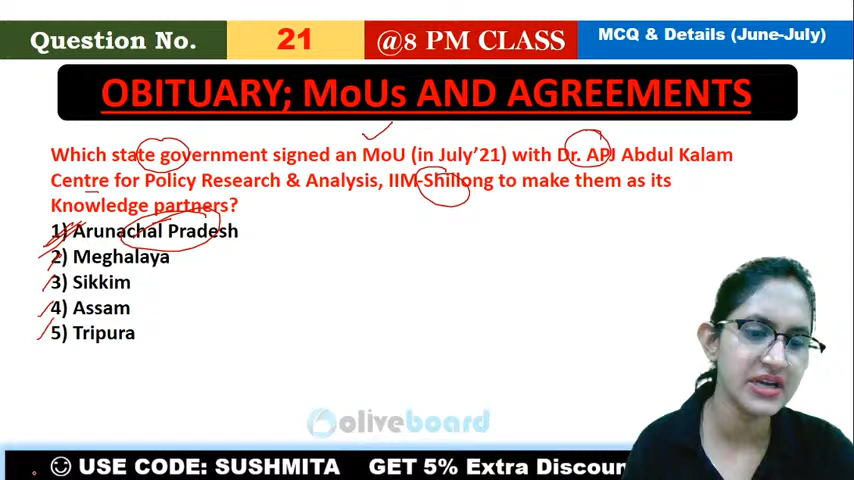 Question No.
21
@8 PM CLASS
MCQ & Details (June-July)
OBITUARY; MoUs AND AGREEMENTS
Which state government signed an MoU (in July'21) with Dr. APJ Abdul Kalam
Centre for Policy Research & Analysis, IIM-Shillong to make them as its
Knowledge partners?
1) Arunachal Pradesh
2) Meghalaya
3) Sikkim
4) Assam
5) Tripura
oliveboard
USE CODE: SUSHMITA GET 5% Extra Discoun